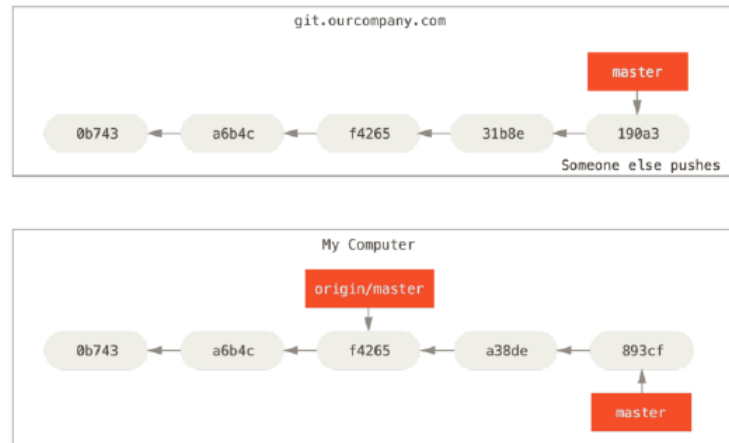 git.ourcompany.com
master
0b743 a6b4c f4265 31b8e 190a3
Someone else pushes
My Computer
origin/master
0b743 a6b4c f4265 a38de 893cf
master